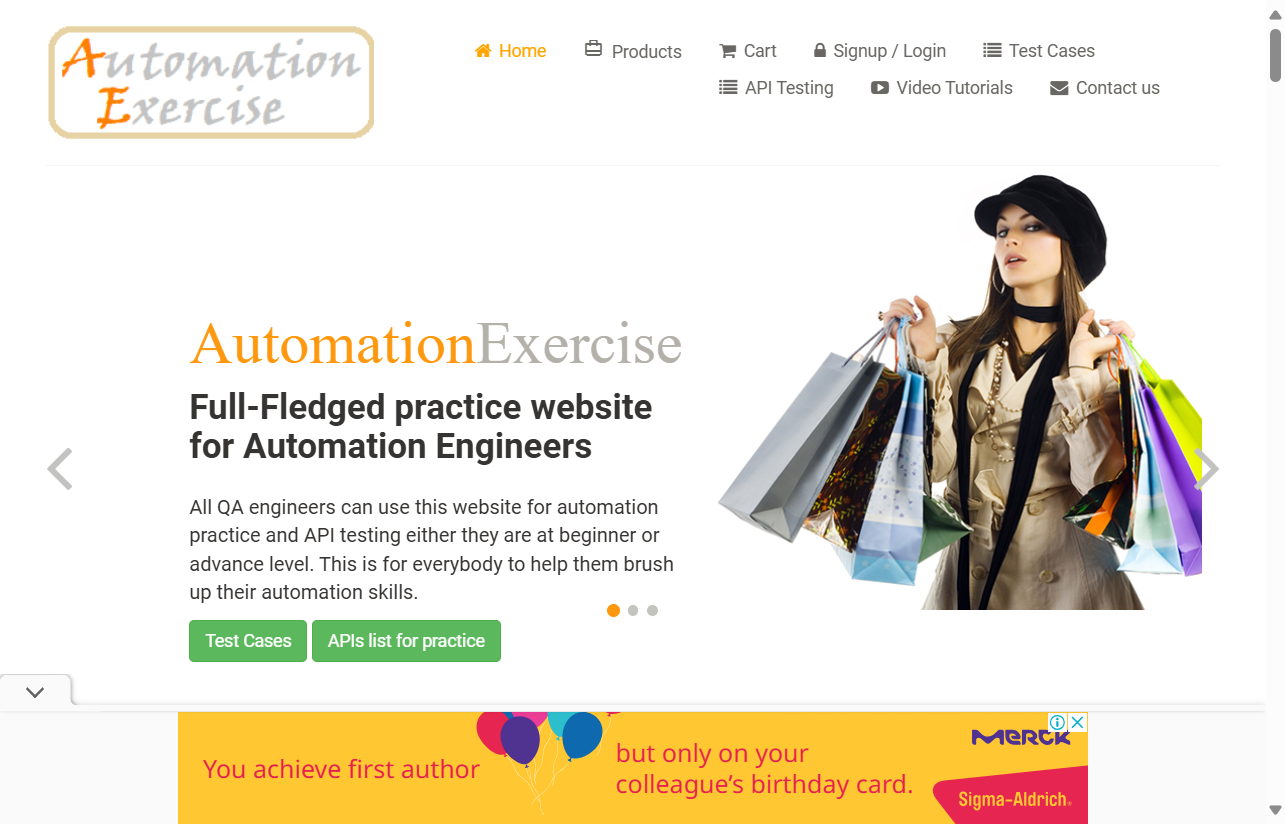 Automation
Exercise
Home
Products
Cart
Signup / Login
Test Cases
API Testing
Video Tutorials
Contact us
AutomationExercise
Full-Fledged practice website
for Automation Engineers
All QA engineers can use this website for automation
practice and API testing either they are at beginner or
advance level. This is for everybody to help them brush
up their automation skills.
Test Cases
APIs list for practice
You achieve first author
but only on your
colleague's birthday card.
Merck
Sigma-Aldrich®